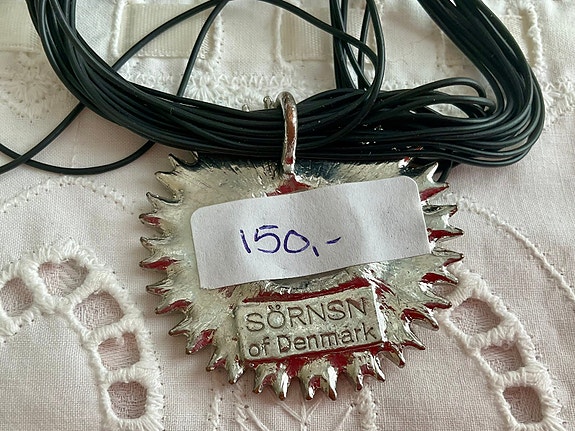 150,-
SÖRNSN
of Denmark